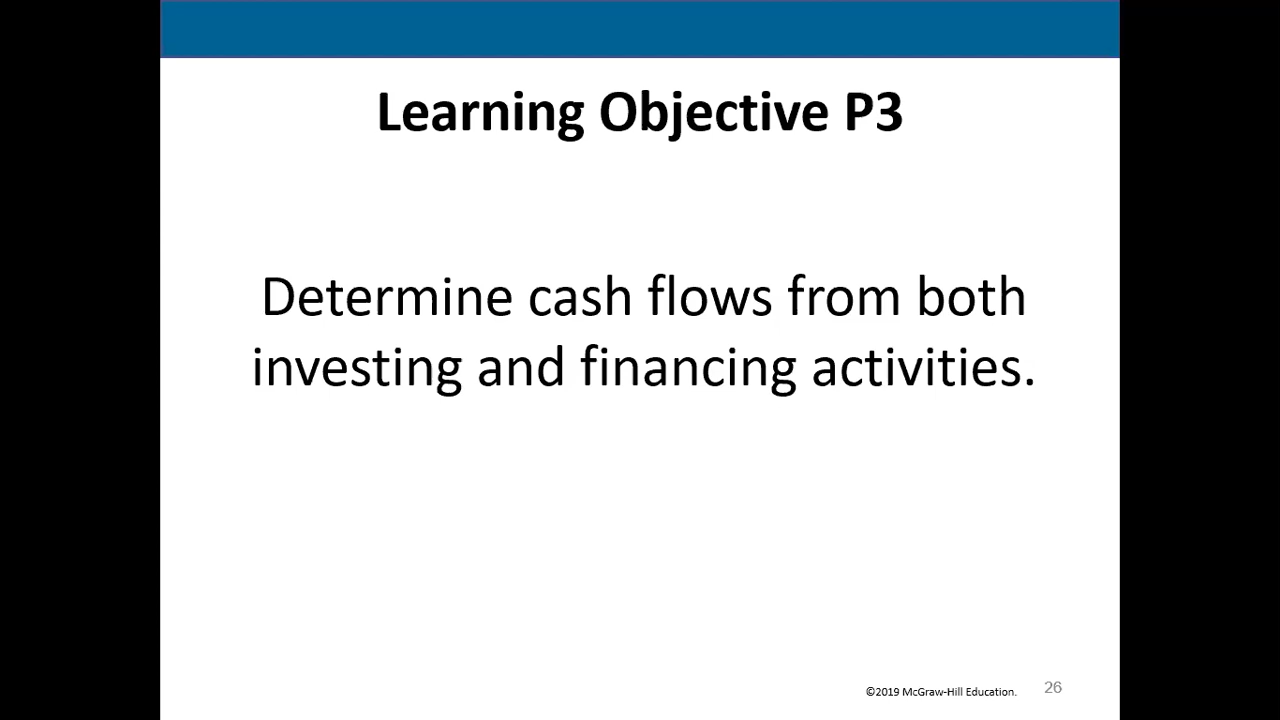 Learning Objective P3
Determine cash flows from both
investing and financing activities.
©2019 McGraw-Hill Education.
26